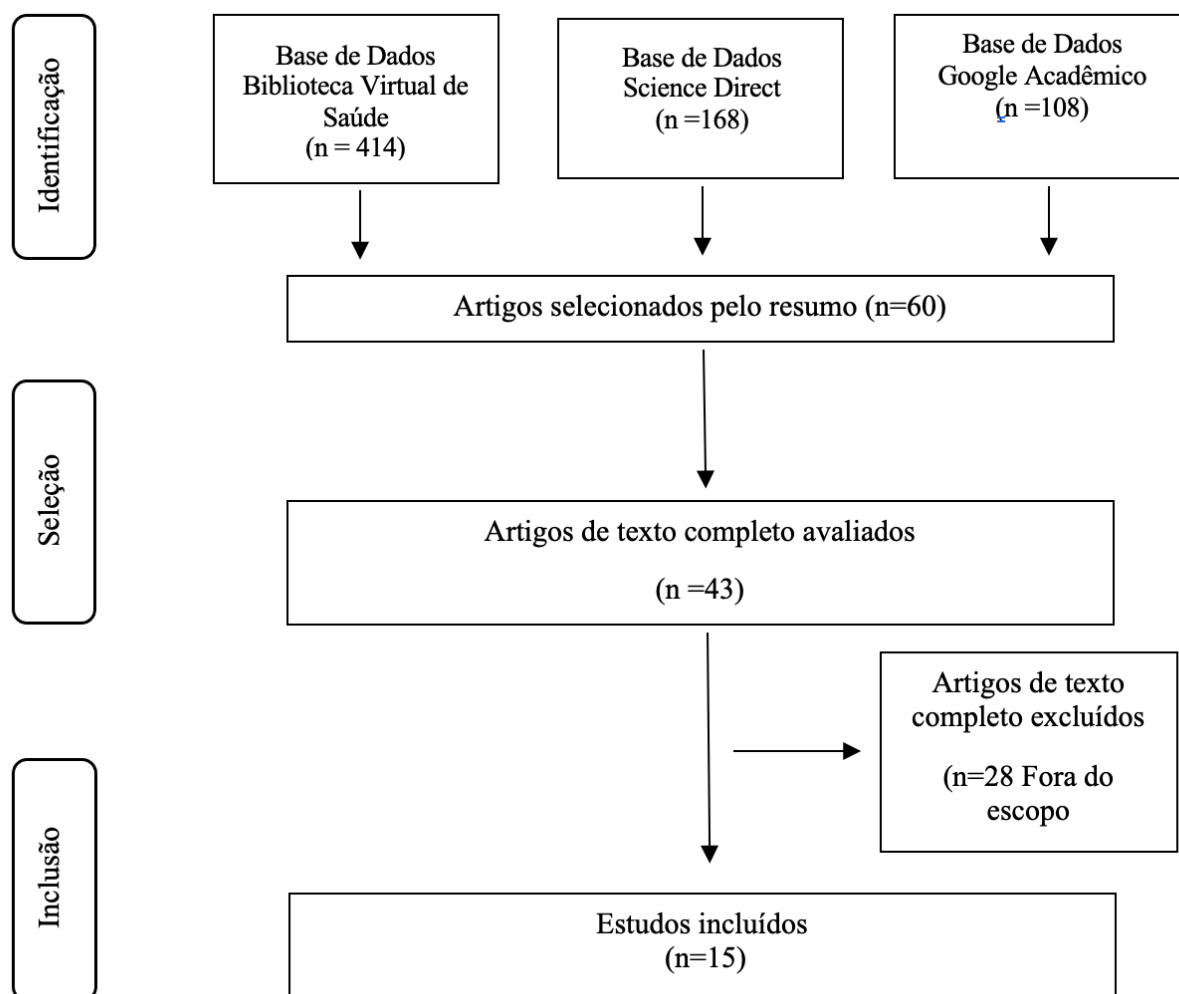 Identificação
Base de Dados
Biblioteca Virtual de
Saúde
(n = 414)
Base de Dados
Science Direct
(n =168)
Base de Dados
Google Acadêmico
(n =108)
Artigos selecionados pelo resumo (n=60)
Seleção
Artigos de texto completo avaliados
(n =43)
Artigos de texto
completo excluídos
(n=28 Fora do
escopo
Inclusão
Estudos incluídos
(n=15)